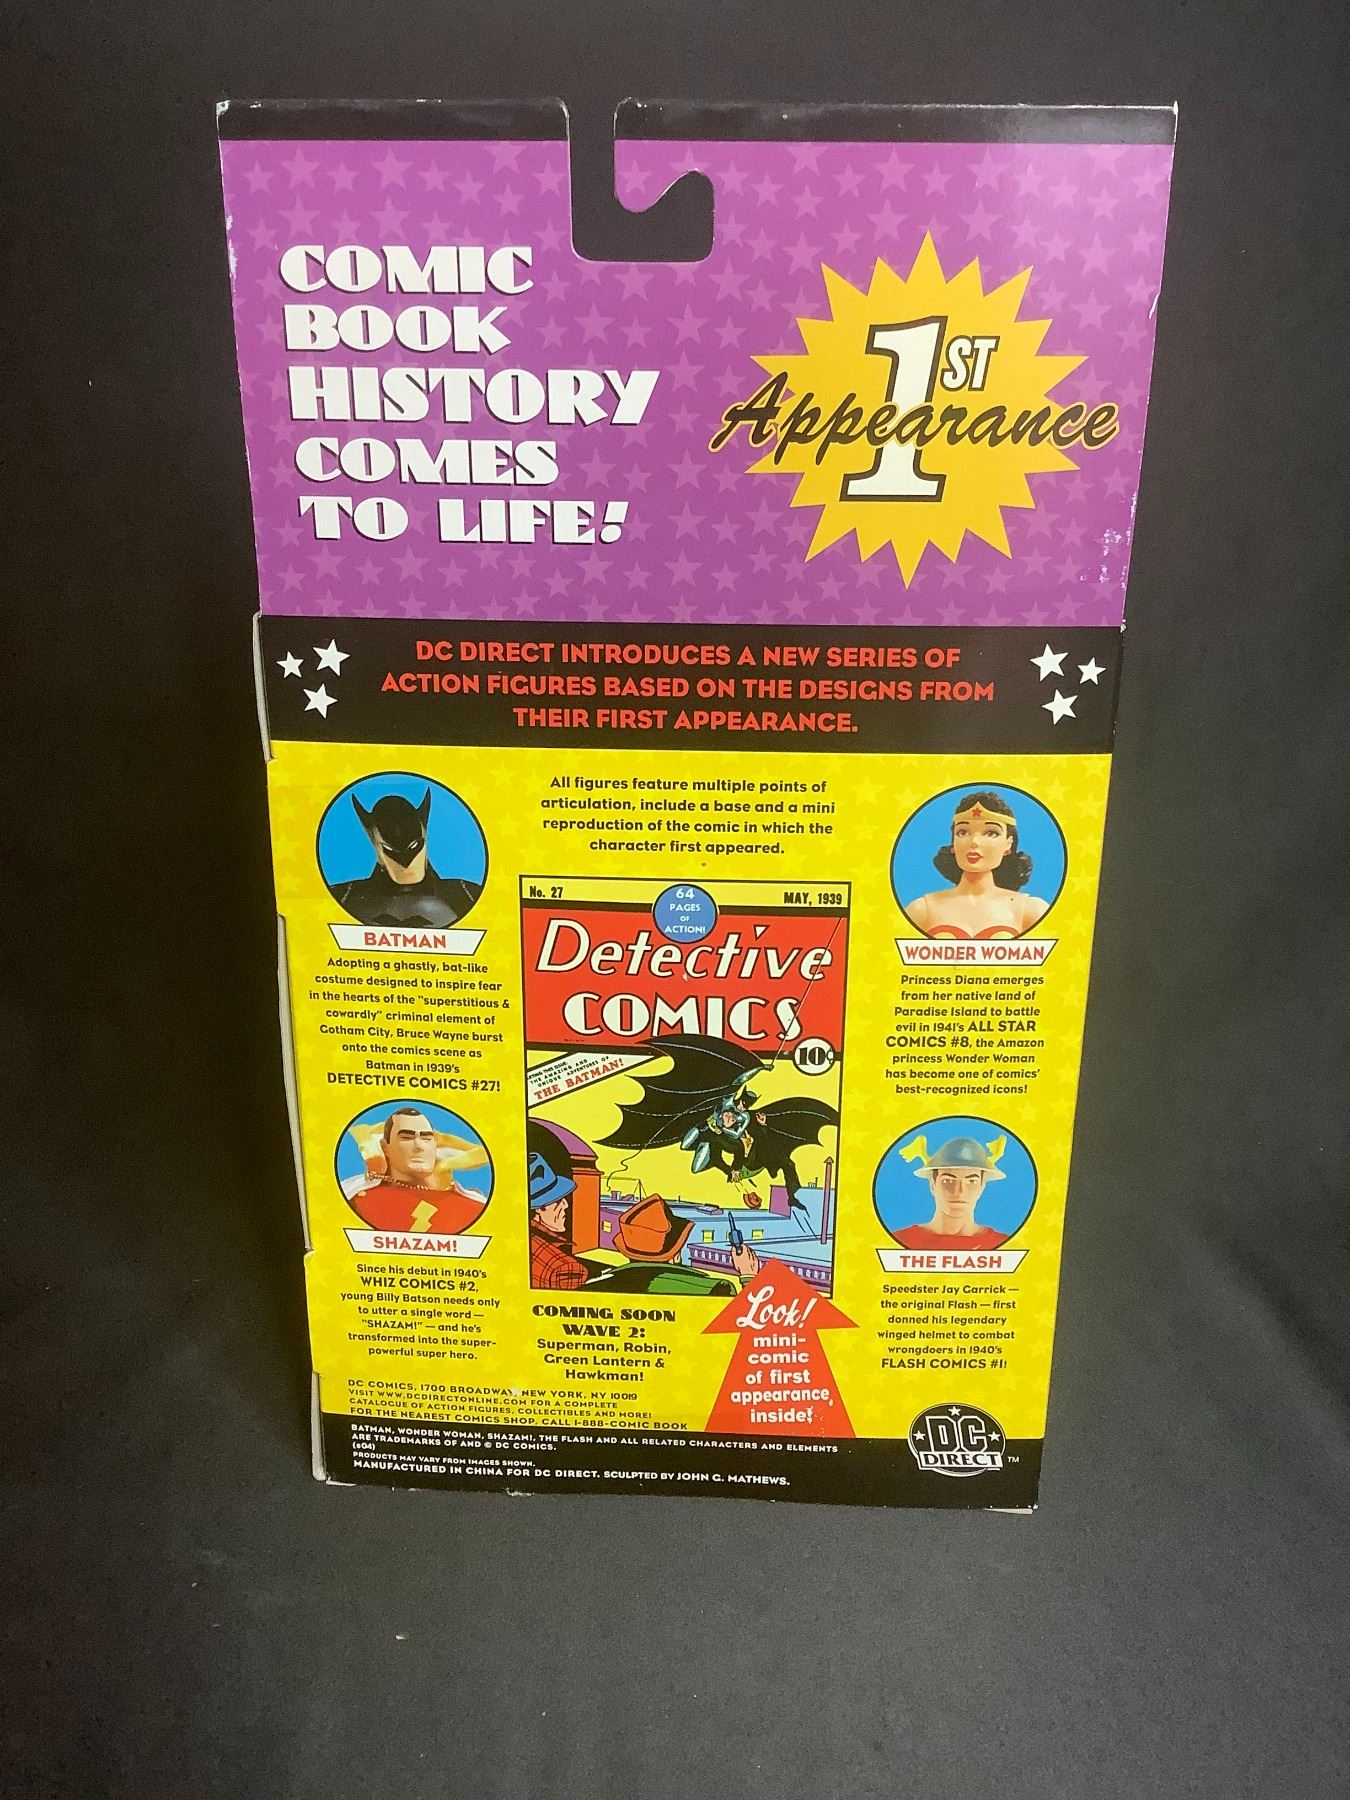 COMIC
BOOK
HISTORY
COMES
TO LIFE!
1ST
Appearance
DC DIRECT INTRODUCES A NEW SERIES OF
ACTION FIGURES BASED ON THE DESIGNS FROM
THEIR FIRST APPEARANCE.
All figures feature multiple points of
articulation, include a base and a mini
reproduction of the comic in which the
character first appeared.
BATMAN
Adopting a ghastly, bat-like
costume designed to inspire fear
in the hearts of the "superstitious &
cowardly" criminal element of
Gotham City, Bruce Wayne burst
onto the comics scene as
Batman in 1939's
DETECTIVE COMICS #27!
SHAZAM!
Since his debut in 1940's
WHIZ COMICS #2,
young Billy Batson needs only
to utter a single word —
"SHAZAM!" — and he's
transformed into the super-
powerful super hero.
No. 27
64
PAGES
OF
ACTION!
MAY, 1939
Detective
COMICS
10¢
THE AMAZING AND
UNIQUE ADVENTURES OF
THE BATMAN!
COMING SOON
WAVE 2:
Superman, Robin,
Green Lantern &
Hawkman!
Look!
mini-
comic
of first
appearance,
inside!
WONDER WOMAN
Princess Diana emerges
from her native land of
Paradise Island to battle
evil in 1941's ALL STAR
COMICS #8, the Amazon
princess Wonder Woman
has become one of comics'
best-recognized icons!
THE FLASH
Speedster Jay Garrick —
the original Flash — first
donned his legendary
winged helmet to combat
wrongdoers in 1940's
FLASH COMICS #1!
DC COMICS, 1700 BROADWAY, NEW YORK, NY 10019
VISIT WWW.DCDIRECTONLINE.COM FOR A COMPLETE
CATALOGUE OF ACTION FIGURES, COLLECTIBLES AND MORE!
FOR THE NEAREST COMICS SHOP, CALL 1-888-COMIC BOOK
BATMAN, WONDER WOMAN, SHAZAM!, THE FLASH AND ALL RELATED CHARACTERS AND ELEMENTS
ARE TRADEMARKS OF AND © DC COMICS.
(s04)
PRODUCTS MAY VARY FROM IMAGES SHOWN.
MANUFACTURED IN CHINA FOR DC DIRECT. SCULPTED BY JOHN G. MATHEWS.
DC
DIRECT
TM